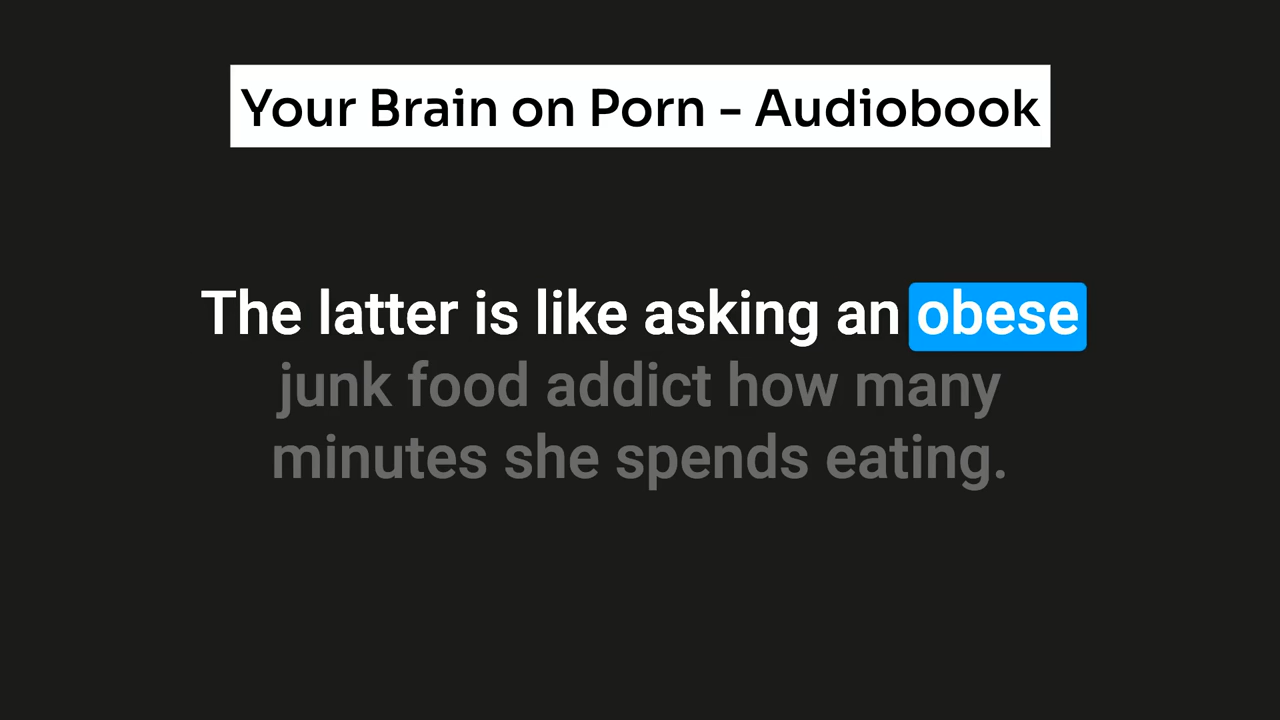 Your Brain on Porn - Audiobook
The latter is like asking an obese
junk food addict how many
minutes she spends eating.